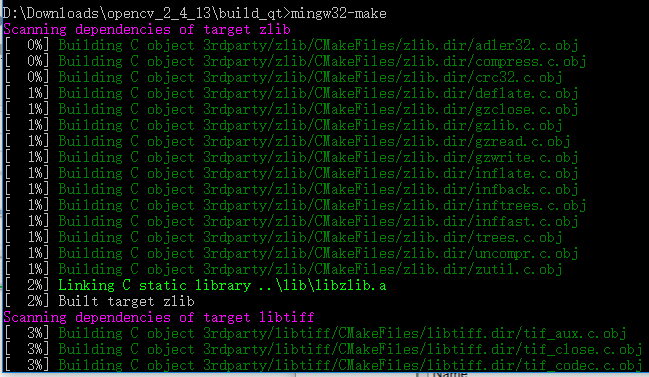 D:\Downloads\opencv_2_4_13\build_qt>mingw32-make
Scanning dependencies of target zlib
[  0%] Building C object 3rdparty/zlib/CMakeFiles/zlib.dir/adler32.c.obj
[  0%] Building C object 3rdparty/zlib/CMakeFiles/zlib.dir/compress.c.obj
[  0%] Building C object 3rdparty/zlib/CMakeFiles/zlib.dir/crc32.c.obj
[  1%] Building C object 3rdparty/zlib/CMakeFiles/zlib.dir/deflate.c.obj
[  1%] Building C object 3rdparty/zlib/CMakeFiles/zlib.dir/gzclose.c.obj
[  1%] Building C object 3rdparty/zlib/CMakeFiles/zlib.dir/gzlib.c.obj
[  1%] Building C object 3rdparty/zlib/CMakeFiles/zlib.dir/gzread.c.obj
[  1%] Building C object 3rdparty/zlib/CMakeFiles/zlib.dir/gzwrite.c.obj
[  1%] Building C object 3rdparty/zlib/CMakeFiles/zlib.dir/inflate.c.obj
[  1%] Building C object 3rdparty/zlib/CMakeFiles/zlib.dir/infback.c.obj
[  1%] Building C object 3rdparty/zlib/CMakeFiles/zlib.dir/inftrees.c.obj
[  1%] Building C object 3rdparty/zlib/CMakeFiles/zlib.dir/inffast.c.obj
[  1%] Building C object 3rdparty/zlib/CMakeFiles/zlib.dir/trees.c.obj
[  1%] Building C object 3rdparty/zlib/CMakeFiles/zlib.dir/uncompr.c.obj
[  2%] Building C object 3rdparty/zlib/CMakeFiles/zlib.dir/zutil.c.obj
[  2%] Linking C static library ..\lib\libzlib.a
[  2%] Built target zlib
Scanning dependencies of target libtiff
[  3%] Building C object 3rdparty/libtiff/CMakeFiles/libtiff.dir/tif_aux.c.obj
[  3%] Building C object 3rdparty/libtiff/CMakeFiles/libtiff.dir/tif_close.c.obj
[  3%] Building C object 3rdparty/libtiff/CMakeFiles/libtiff.dir/tif_codec.c.obj
Name